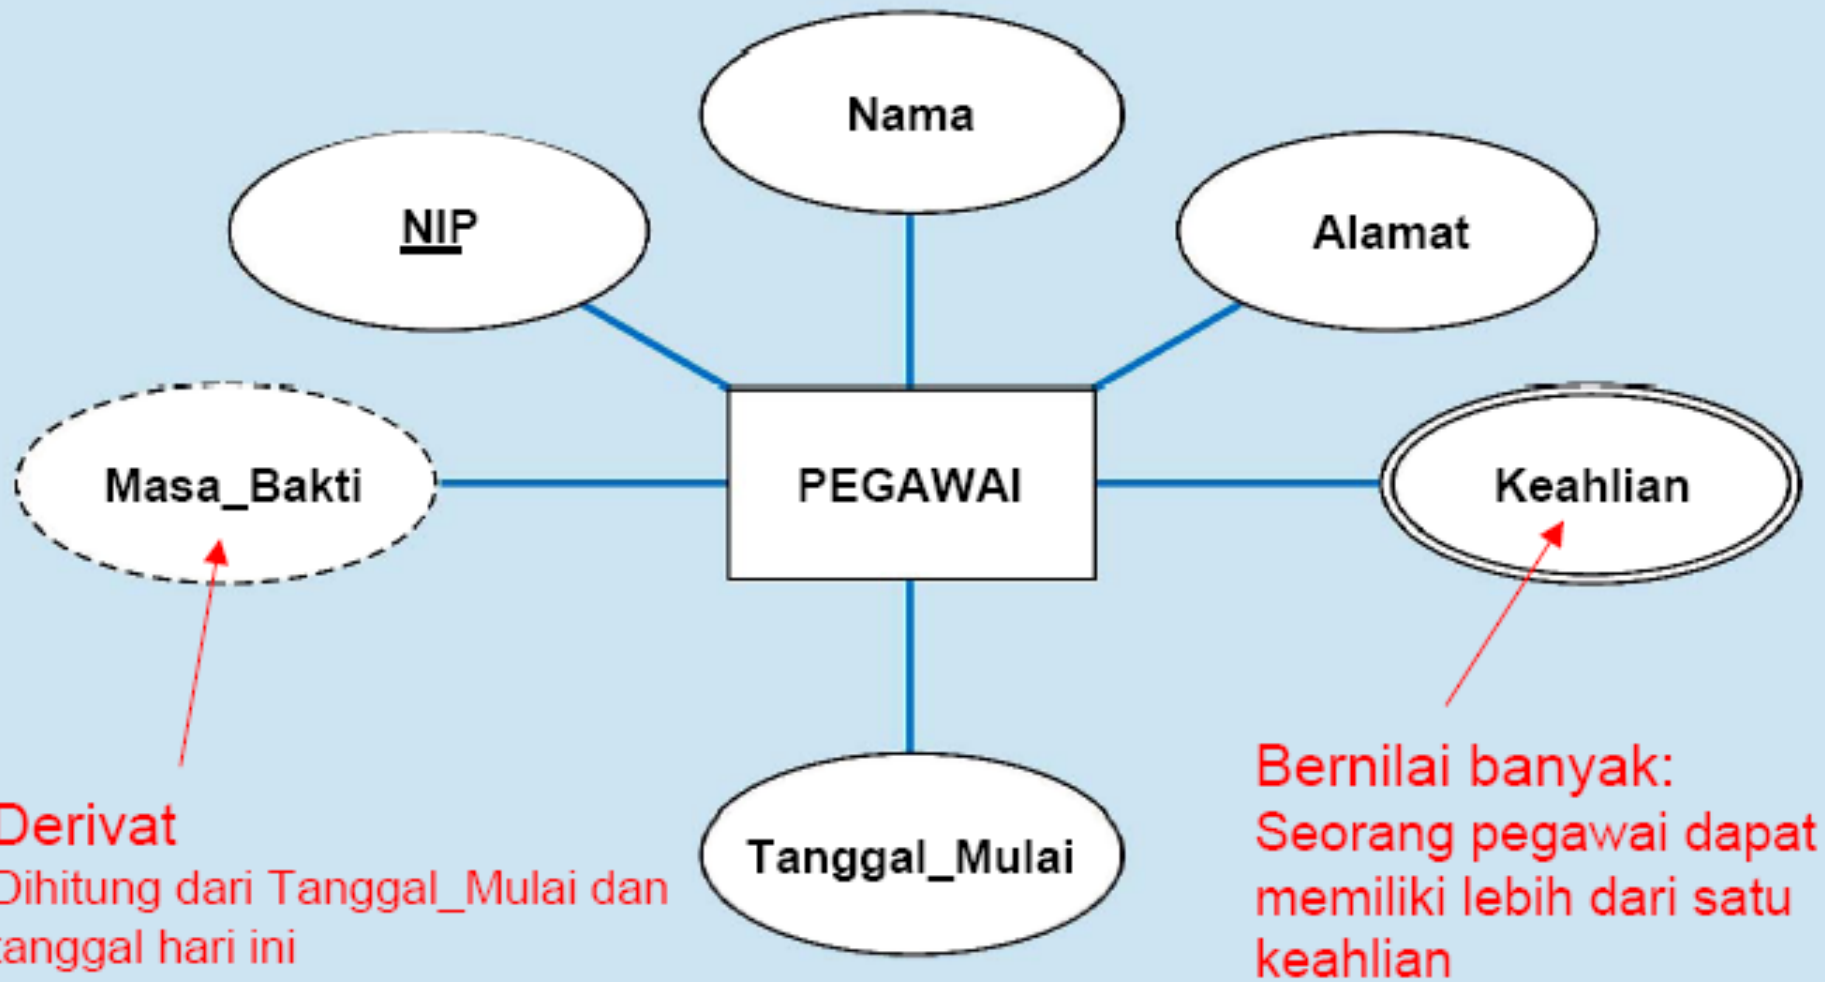 Nama
NIP
Alamat
Masa_Bakti
PEGAWAI
Keahlian
Tanggal_Mulai
Derivat
Dihitung dari Tanggal_Mulai dan
tanggal hari ini
Bernilai banyak:
Seorang pegawai dapat
memiliki lebih dari satu
keahlian